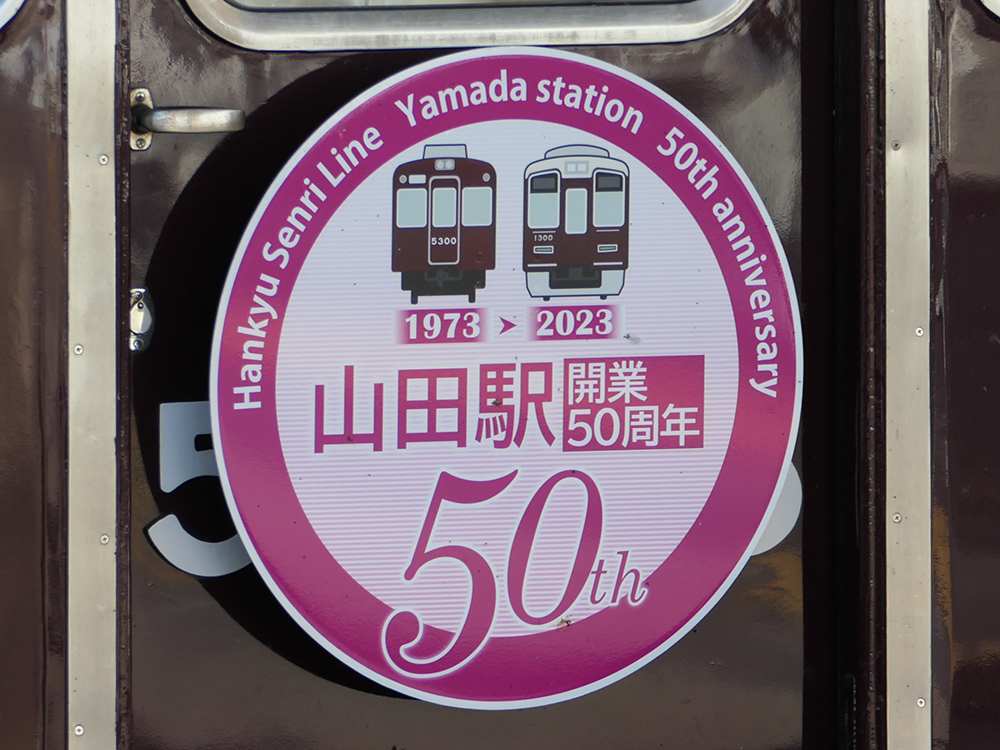 Hankyu Senri Line Yamada station 50th anniversary
5300
1300
1973 > 2023
山田駅 開業
50周年
50th
5